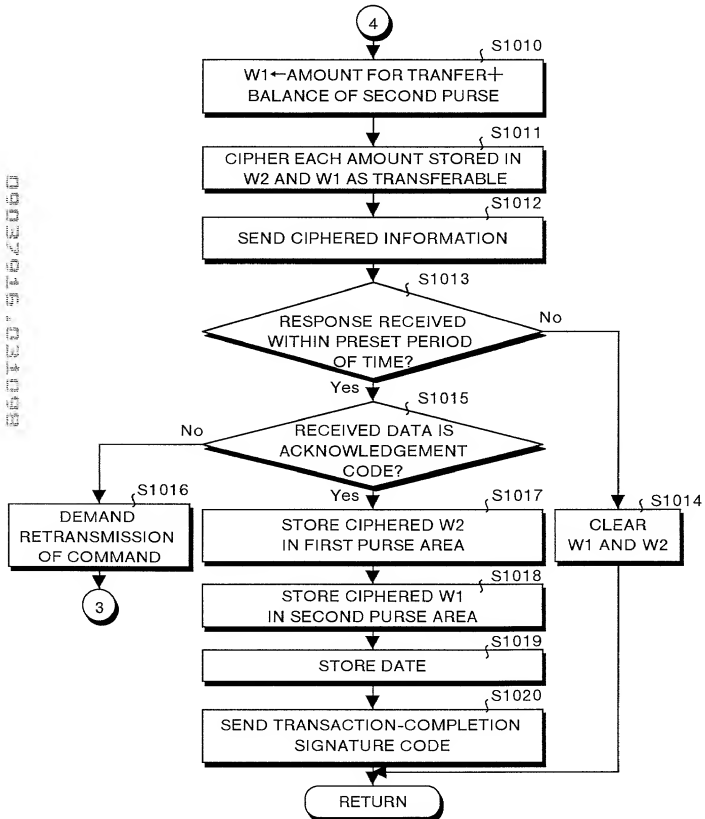 4
S1010
W1←AMOUNT FOR TRANFER+
BALANCE OF SECOND PURSE
S1011
CIPHER EACH AMOUNT STORED IN
W2 AND W1 AS TRANSFERABLE
S1012
SEND CIPHERED INFORMATION
S1013
RESPONSE RECEIVED
WITHIN PRESET PERIOD
OF TIME?
No
Yes
S1015
RECEIVED DATA IS
ACKNOWLEDGEMENT
CODE?
No
Yes
S1016
DEMAND
RETRANSMISSION
OF COMMAND
3
S1017
STORE CIPHERED W2
IN FIRST PURSE AREA
S1014
CLEAR
W1 AND W2
S1018
STORE CIPHERED W1
IN SECOND PURSE AREA
S1019
STORE DATE
S1020
SEND TRANSACTION-COMPLETION
SIGNATURE CODE
RETURN